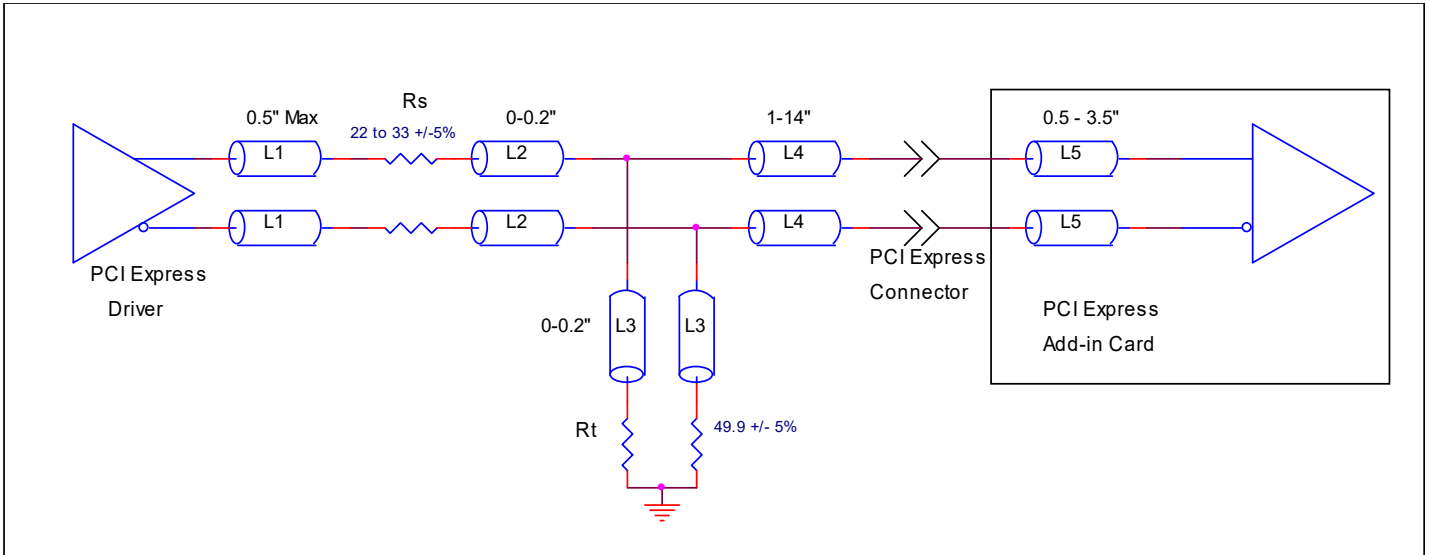 Rs
0.5" Max
22 to 33 +/-5%
0-0.2"
1-14"
0.5 - 3.5"
L1
L2
L4
L5
L1
L2
L4
L5
PCI Express
Driver
PCI Express
Connector
PCI Express
Add-in Card
0-0.2"
L3
L3
Rt
49.9 +/- 5%